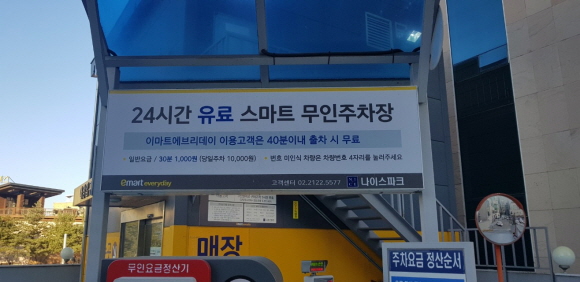 24시간 유료 스마트 무인주차장
이마트에브리데이 이용고객은 40분이내 출차 시 무료
• 일반요금 / 30분 1,000원 (당일주차 10,000원) • 번호 미인식 차량은 차량번호 4자리를 눌러주세요
emart everyday 고객센터 02.2122.5577 나이스파크
매장
무인요금정산기
주차요금 정산순서